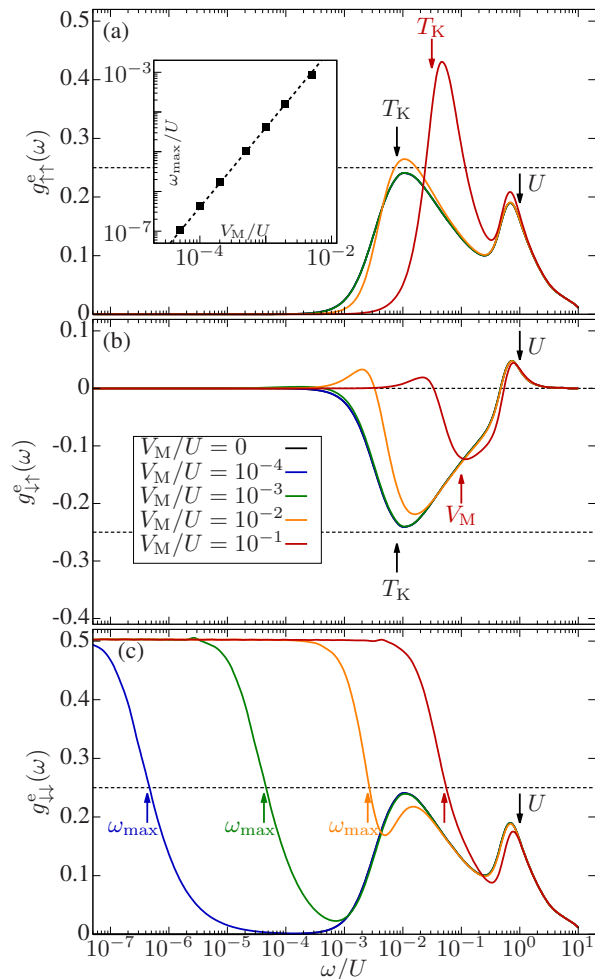 (a)
T_K
0.5
0.4
0.3
0.2
0.1
0
g^e_↑↑(ω)
10^-3
10^-7
ω_max/U
10^-4
V_M/U
10^-2
T_K
U
(b)
0.1
0
-0.1
-0.2
-0.3
-0.4
g^e_↓↑(ω)
U
V_M/U = 0
V_M/U = 10^-4
V_M/U = 10^-3
V_M/U = 10^-2
V_M/U = 10^-1
V_M
T_K
(c)
0.5
0.4
0.3
0.2
0.1
0
g^e_↓↓(ω)
ω_max
ω_max
ω_max
U
10^-7 10^-6 10^-5 10^-4 10^-3 10^-2 10^-1 10^0 10^1
ω/U